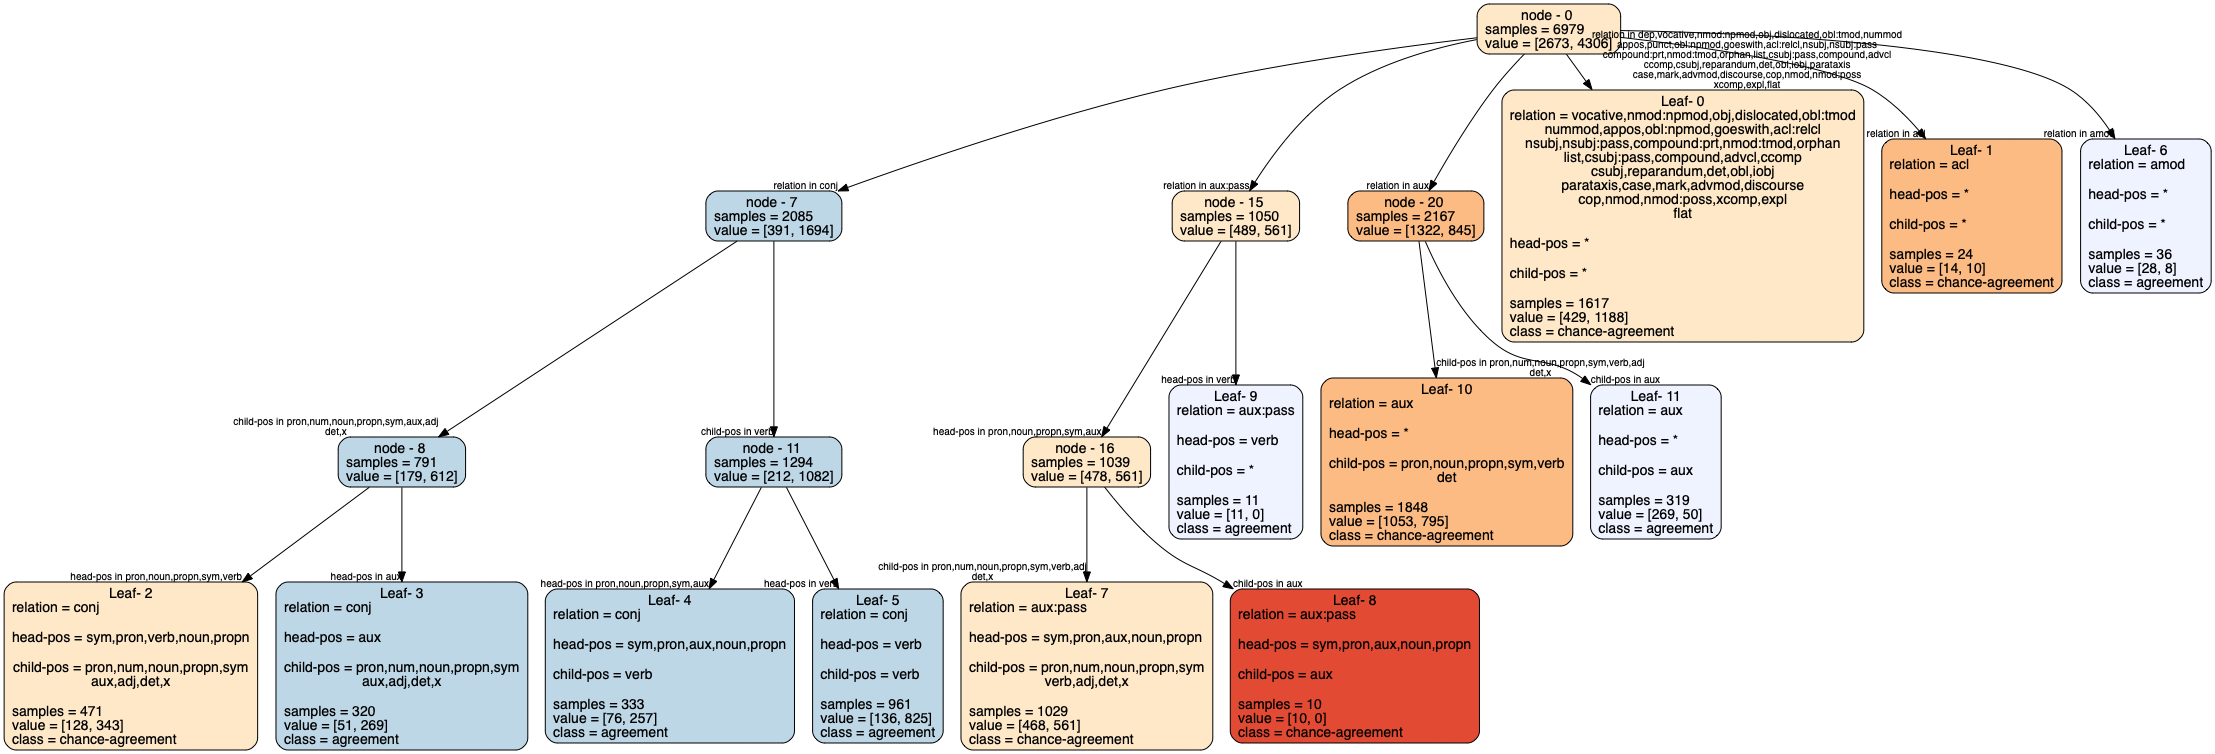 node - 0
samples = 6979
value = [2673, 4306]
relation in dep,vocative,nmod:npmod,obj,dislocated,obl:tmod,nummod
appos,punct,obl:npmod,goeswith,acl:relcl,nsubj,nsubj:pass
compound:prt,nmod:tmod,orphan,list,csubj:pass,compound,advcl
ccomp,csubj,reparandum,det,obl,iobj,parataxis
case,mark,advmod,discourse,cop,nmod,nmod:poss
xcomp,expl,flat
Leaf- 0
relation = vocative,nmod:npmod,obj,dislocated,obl:tmod
nummod,appos,obl:npmod,goeswith,acl:relcl
nsubj,nsubj:pass,compound:prt,nmod:tmod,orphan
list,csubj:pass,compound,advcl,ccomp
csubj,reparandum,det,obl,iobj
parataxis,case,mark,advmod,discourse
cop,nmod,nmod:poss,xcomp,expl
flat
head-pos = *
child-pos = *
samples = 1617
value = [429, 1188]
class = chance-agreement
relation in acl
Leaf- 1
relation = acl
head-pos = *
child-pos = *
samples = 24
value = [14, 10]
class = chance-agreement
relation in amod
Leaf- 6
relation = amod
head-pos = *
child-pos = *
samples = 36
value = [28, 8]
class = agreement
relation in conj
node - 7
samples = 2085
value = [391, 1694]
relation in aux:pass
node - 15
samples = 1050
value = [489, 561]
relation in aux
node - 20
samples = 2167
value = [1322, 845]
child-pos in pron,num,noun,propn,sym,aux,adj
det,x
node - 8
samples = 791
value = [179, 612]
child-pos in verb
node - 11
samples = 1294
value = [212, 1082]
head-pos in pron,noun,propn,sym,aux
node - 16
samples = 1039
value = [478, 561]
head-pos in verb
Leaf- 9
relation = aux:pass
head-pos = verb
child-pos = *
samples = 11
value = [11, 0]
class = agreement
child-pos in pron,num,noun,propn,sym,verb,adj
det,x
Leaf- 10
relation = aux
head-pos = *
child-pos = pron,noun,propn,sym,verb
det
samples = 1848
value = [1053, 795]
class = chance-agreement
child-pos in aux
Leaf- 11
relation = aux
head-pos = *
child-pos = aux
samples = 319
value = [269, 50]
class = agreement
head-pos in pron,noun,propn,sym,verb
Leaf- 2
relation = conj
head-pos = sym,pron,verb,noun,propn
child-pos = pron,num,noun,propn,sym
aux,adj,det,x
samples = 471
value = [128, 343]
class = chance-agreement
head-pos in aux
Leaf- 3
relation = conj
head-pos = aux
child-pos = pron,num,noun,propn,sym
aux,adj,det,x
samples = 320
value = [51, 269]
class = agreement
head-pos in pron,noun,propn,sym,aux
Leaf- 4
relation = conj
head-pos = sym,pron,aux,noun,propn
child-pos = verb
samples = 333
value = [76, 257]
class = agreement
head-pos in verb
Leaf- 5
relation = conj
head-pos = verb
child-pos = verb
samples = 961
value = [136, 825]
class = agreement
child-pos in pron,num,noun,propn,sym,verb,adj
det,x
Leaf- 7
relation = aux:pass
head-pos = sym,pron,aux,noun,propn
child-pos = pron,num,noun,propn,sym
verb,adj,det,x
samples = 1029
value = [468, 561]
class = chance-agreement
child-pos in aux
Leaf- 8
relation = aux:pass
head-pos = sym,pron,aux,noun,propn
child-pos = aux
samples = 10
value = [10, 0]
class = chance-agreement